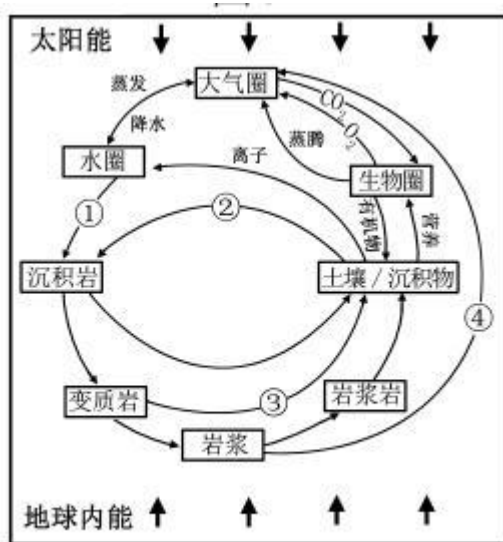 太阳能
大气圈
蒸发
CO₂
O₂
降水
蒸腾
水圈
离子
生物圈
①
②
有机物
营养
沉积岩
土壤/沉积物
④
变质岩
③
岩浆岩
岩浆
地球内能